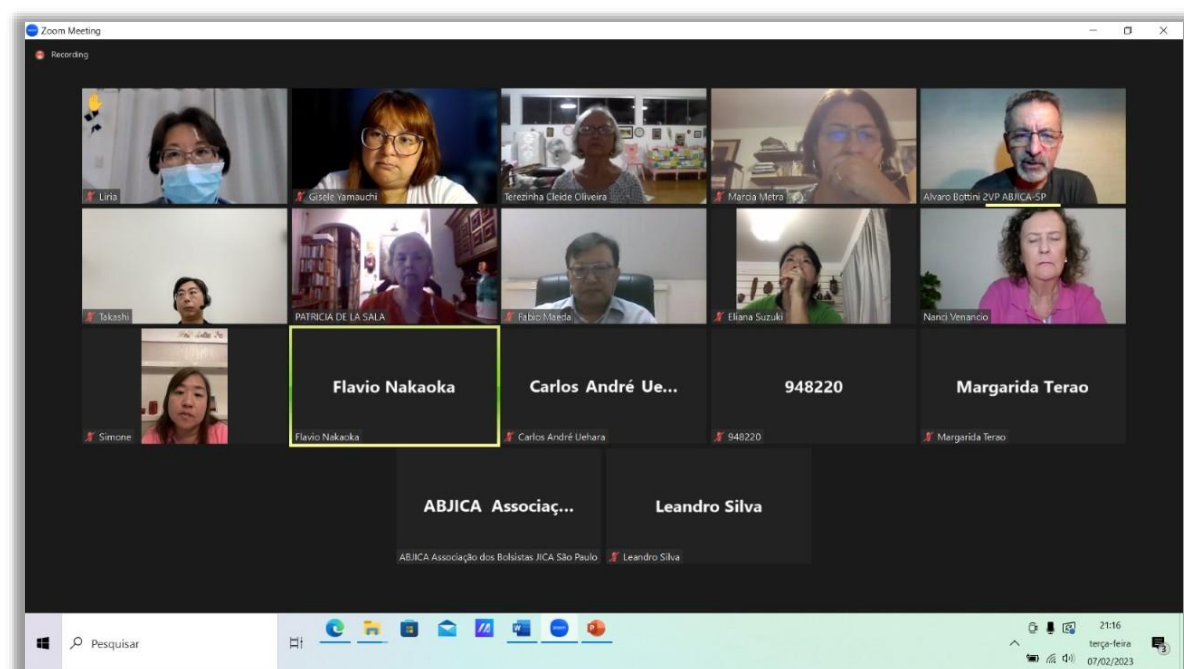 Zoom Meeting
Recording
Liria
Gisele Yamauchi
Terezinha Cleide Oliveira
Marcia Metra
Alvaro Bottini 2VP ABJICA-SP
Takashi
PATRICIA DE LA SALA
Fabio Maeda
Eliana Suzuki
Nanci Venancio
Simone
Flavio Nakaoka
Flavio Nakaoka
Carlos André Ue...
Carlos André Uehara
948220
948220
Margarida Terao
Margarida Terao
ABJICA Associaç...
ABJICA Associação dos Bolsistas JICA São Paulo
Leandro Silva
Leandro Silva
Pesquisar
21:16
terça-feira
07/02/2023
3